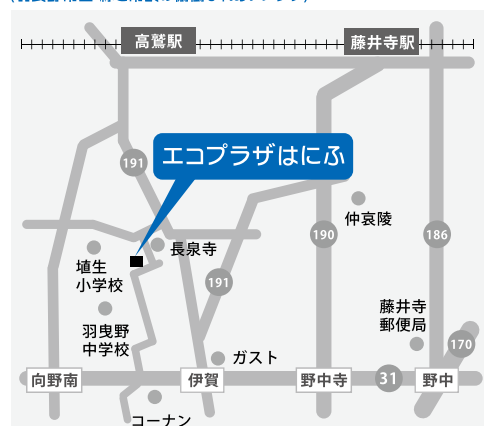 高鷲駅
藤井寺駅
エコプラザはにふ
191
仲哀陵
190
186
長泉寺
埴生
小学校
191
藤井寺
郵便局
羽曳野
中学校
170
ガスト
向野南
伊賀
野中寺
31
野中
コーナン